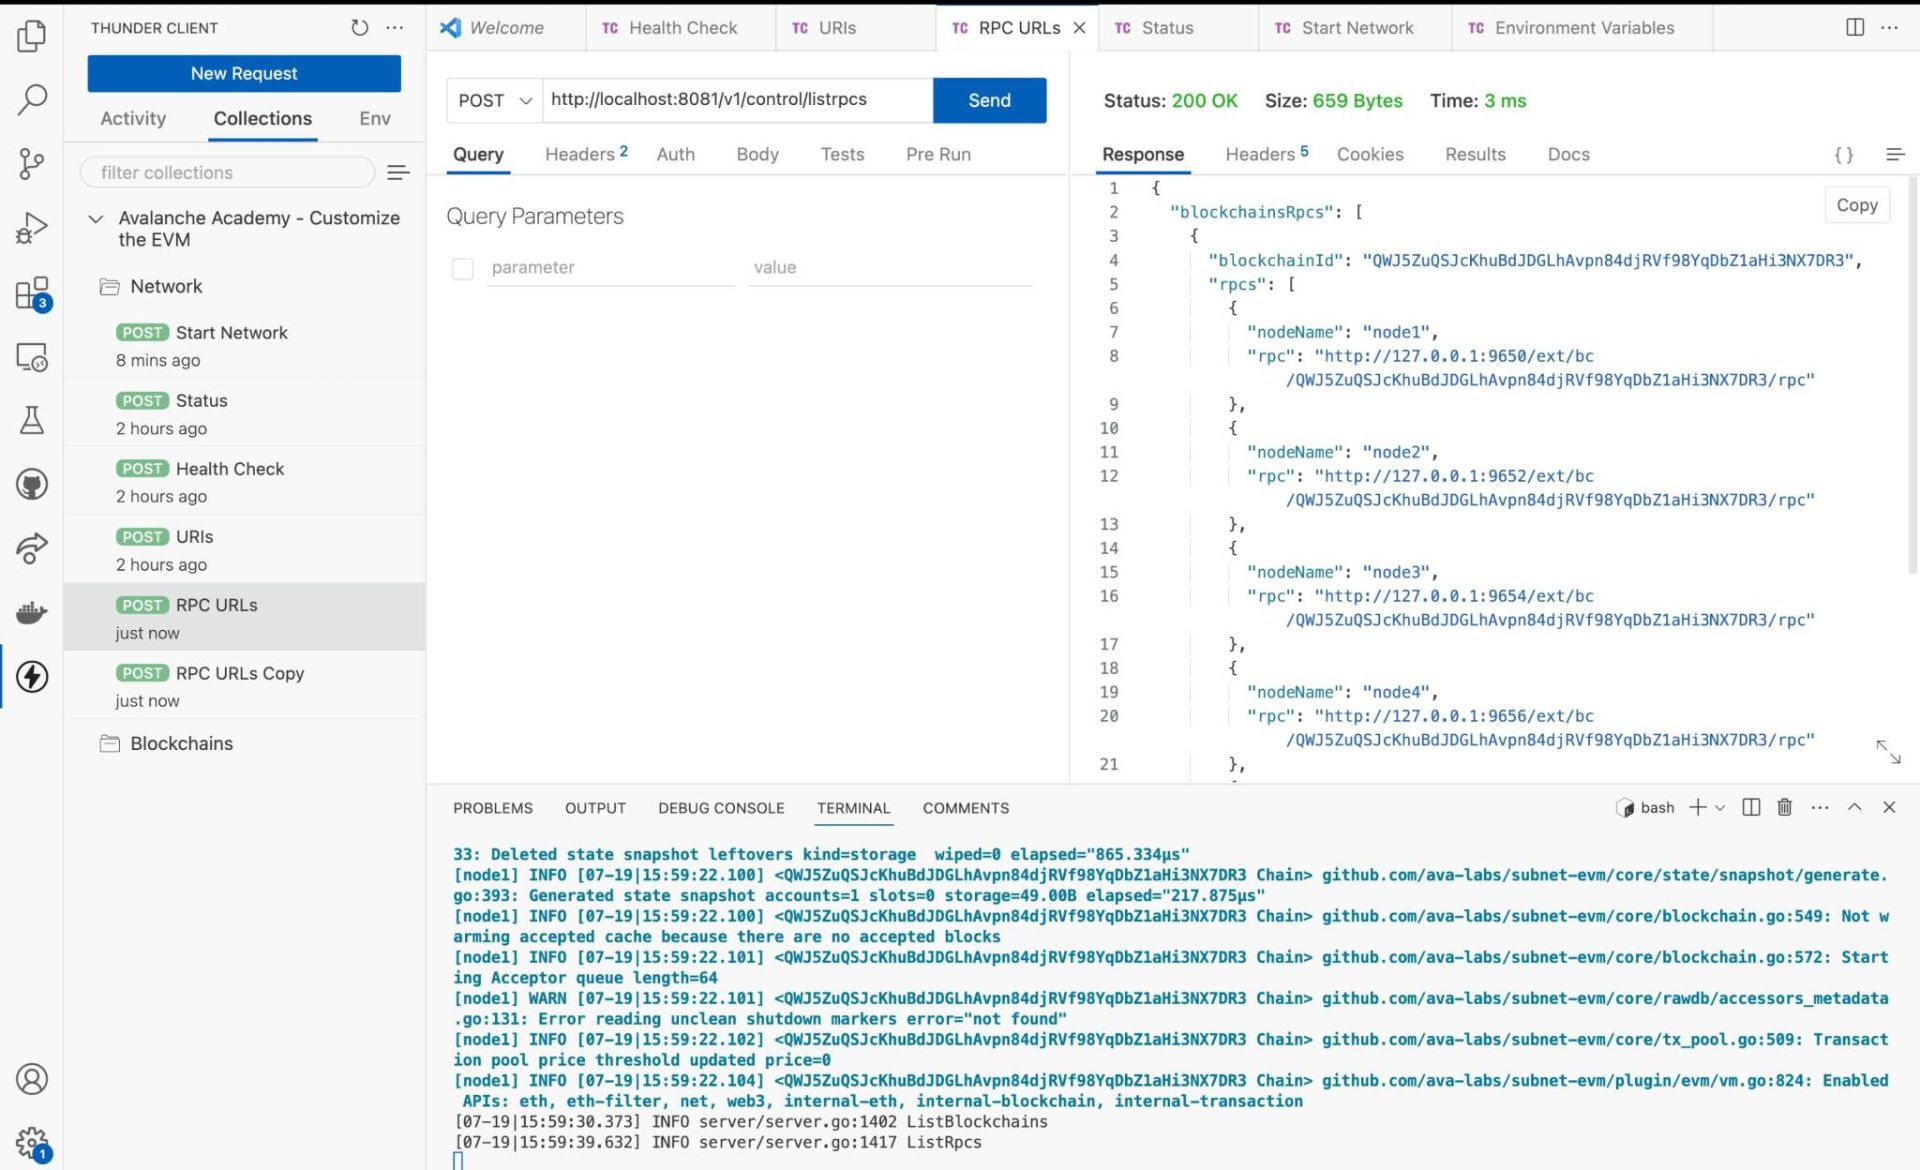 THUNDER CLIENT
New Request
Activity
Collections
Env
filter collections
Avalanche Academy - Customize
the EVM
Network
POST Start Network
8 mins ago
POST Status
2 hours ago
POST Health Check
2 hours ago
POST URIs
2 hours ago
POST RPC URLs
just now
POST RPC URLs Copy
just now
Blockchains
3
1
Welcome
TC Health Check
TC URIs
TC RPC URLs
TC Status
TC Start Network
TC Environment Variables
POST
http://localhost:8081/v1/control/listrpcs
Send
Query
Headers 2
Auth
Body
Tests
Pre Run
Query Parameters
parameter
value
Status: 200 OK Size: 659 Bytes Time: 3 ms
Response
Headers 5
Cookies
Results
Docs
{ }
Copy
1 {
2 "blockchainsRpcs": [
3 {
4 "blockchainId": "QWJ5ZuQSJcKhuBdJDGLhAvpn84djRVf98YqDbZ1aHi3NX7DR3",
5 "rpcs": [
6 {
7 "nodeName": "node1",
8 "rpc": "http://127.0.0.1:9650/ext/bc
/QWJ5ZuQSJcKhuBdJDGLhAvpn84djRVf98YqDbZ1aHi3NX7DR3/rpc"
9 },
10 {
11 "nodeName": "node2",
12 "rpc": "http://127.0.0.1:9652/ext/bc
/QWJ5ZuQSJcKhuBdJDGLhAvpn84djRVf98YqDbZ1aHi3NX7DR3/rpc"
13 },
14 {
15 "nodeName": "node3",
16 "rpc": "http://127.0.0.1:9654/ext/bc
/QWJ5ZuQSJcKhuBdJDGLhAvpn84djRVf98YqDbZ1aHi3NX7DR3/rpc"
17 },
18 {
19 "nodeName": "node4",
20 "rpc": "http://127.0.0.1:9656/ext/bc
/QWJ5ZuQSJcKhuBdJDGLhAvpn84djRVf98YqDbZ1aHi3NX7DR3/rpc"
21 },
PROBLEMS
OUTPUT
DEBUG CONSOLE
TERMINAL
COMMENTS
bash
33: Deleted state snapshot leftovers kind=storage wiped=0 elapsed="865.334µs"
[node1] INFO [07-19|15:59:22.100] <QWJ5ZuQSJcKhuBdJDGLhAvpn84djRVf98YqDbZ1aHi3NX7DR3 Chain> github.com/ava-labs/subnet-evm/core/state/snapshot/generate.
go:393: Generated state snapshot accounts=1 slots=0 storage=49.00B elapsed="217.875µs"
[node1] INFO [07-19|15:59:22.100] <QWJ5ZuQSJcKhuBdJDGLhAvpn84djRVf98YqDbZ1aHi3NX7DR3 Chain> github.com/ava-labs/subnet-evm/core/blockchain.go:549: Not w
arming accepted cache because there are no accepted blocks
[node1] INFO [07-19|15:59:22.101] <QWJ5ZuQSJcKhuBdJDGLhAvpn84djRVf98YqDbZ1aHi3NX7DR3 Chain> github.com/ava-labs/subnet-evm/core/blockchain.go:572: Start
ing Acceptor queue length=64
[node1] WARN [07-19|15:59:22.101] <QWJ5ZuQSJcKhuBdJDGLhAvpn84djRVf98YqDbZ1aHi3NX7DR3 Chain> github.com/ava-labs/subnet-evm/core/rawdb/accessors_metadata
.go:131: Error reading unclean shutdown markers error="not found"
[node1] INFO [07-19|15:59:22.102] <QWJ5ZuQSJcKhuBdJDGLhAvpn84djRVf98YqDbZ1aHi3NX7DR3 Chain> github.com/ava-labs/subnet-evm/core/tx_pool.go:509: Transact
ion pool price threshold updated price=0
[node1] INFO [07-19|15:59:22.104] <QWJ5ZuQSJcKhuBdJDGLhAvpn84djRVf98YqDbZ1aHi3NX7DR3 Chain> github.com/ava-labs/subnet-evm/plugin/evm/vm.go:824: Enabled
APIs: eth, eth-filter, net, web3, internal-eth, internal-blockchain, internal-transaction
[07-19|15:59:30.373] INFO server/server.go:1402 ListBlockchains
[07-19|15:59:39.632] INFO server/server.go:1417 ListRpcs